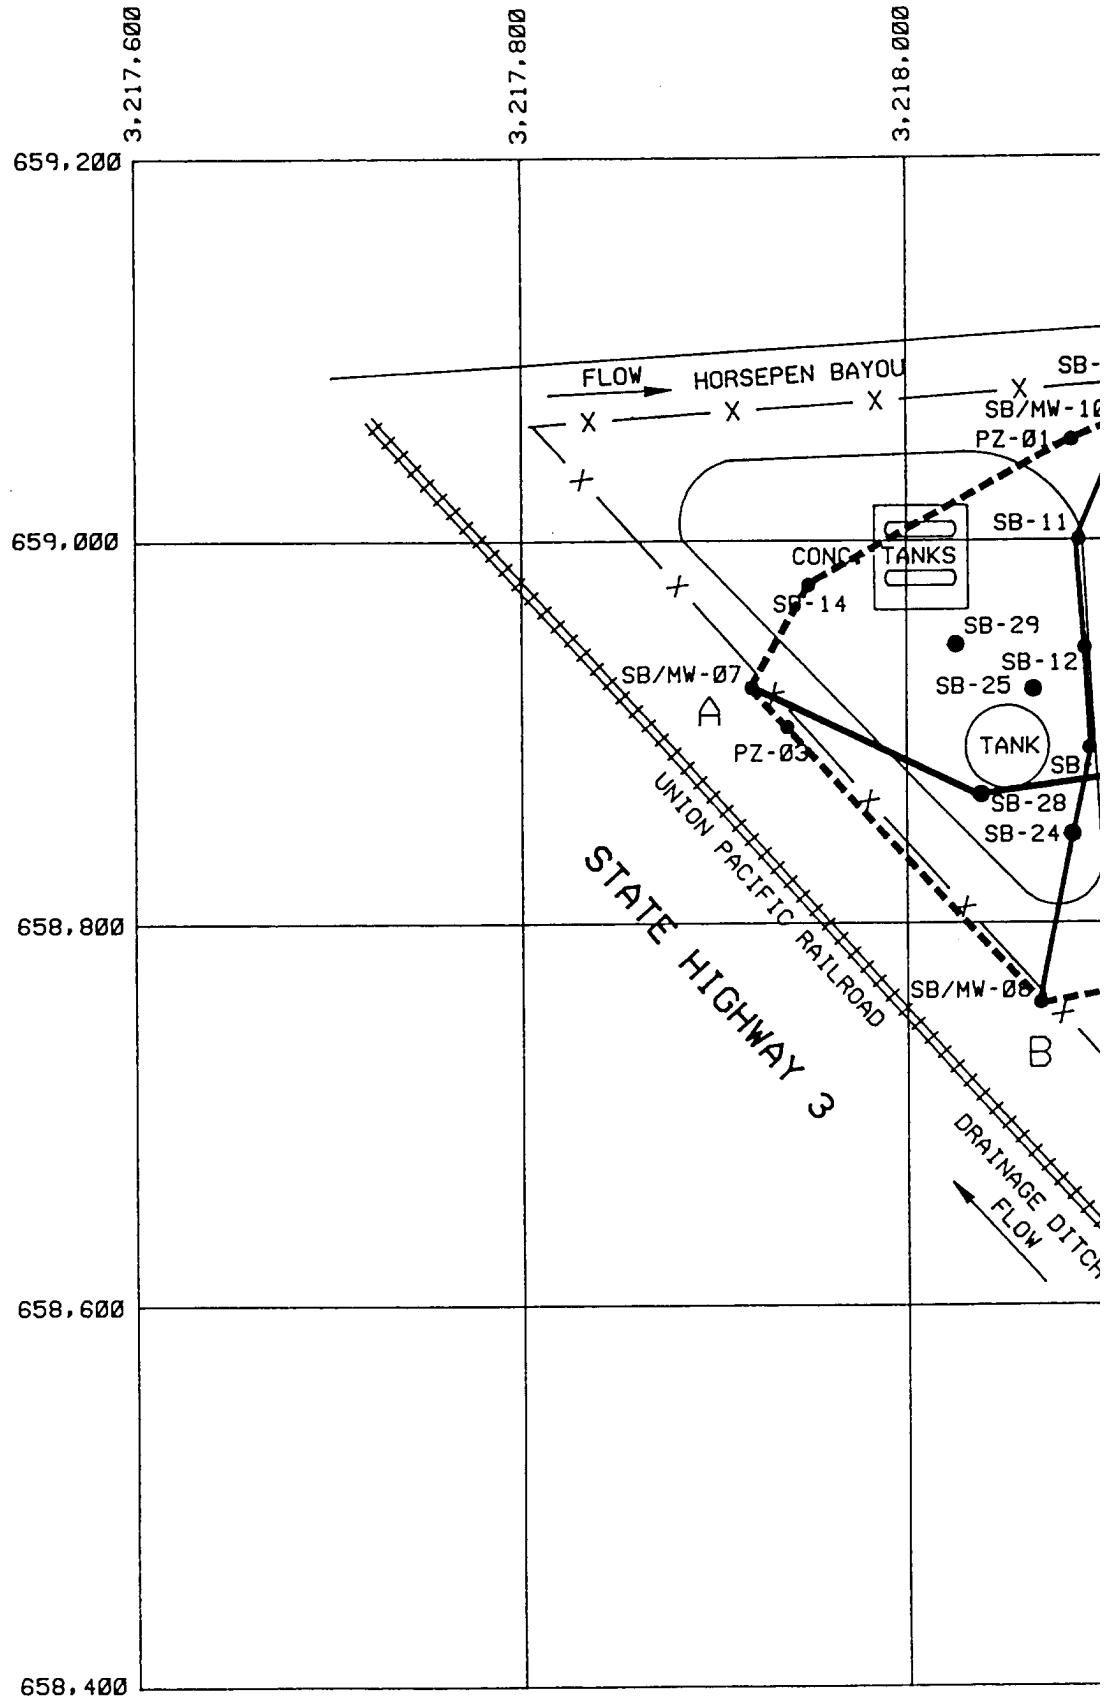 3,217,600
3,217,800
3,218,000
659,200
FLOW
HORSEPEN BAYOU
SB-
SB/MW-10
PZ-01
SB-11
659,000
CONC. TANKS
SB-14
SB-29
SB-12
SB/MW-07
SB-25
A
PZ-03
TANK
SB
SB-28
SB-24
UNION PACIFIC RAILROAD
STATE HIGHWAY 3
658,800
SB/MW-08
B
DRAINAGE DITCH
FLOW
658,600
658,400